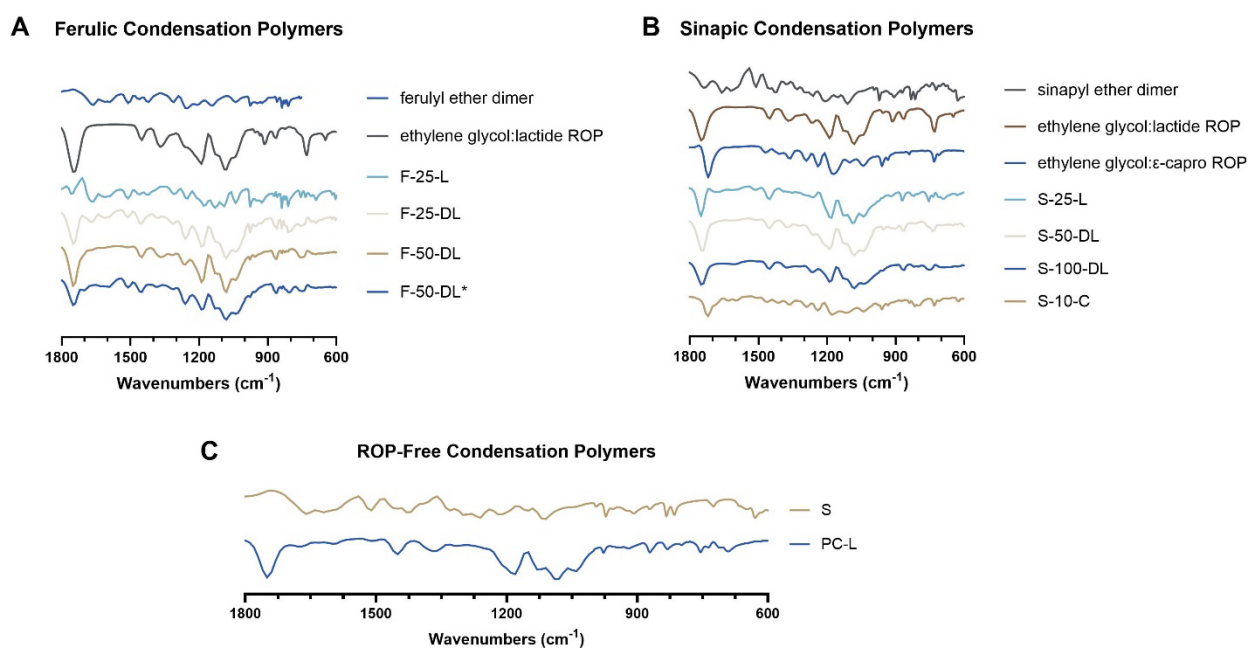 A Ferulic Condensation Polymers
ferulyl ether dimer
ethylene glycol:lactide ROP
F-25-L
F-25-DL
F-50-DL
F-50-DL*
1800 1500 1200 900 600
Wavenumbers (cm-1)
B Sinapic Condensation Polymers
sinapyl ether dimer
ethylene glycol:lactide ROP
ethylene glycol:ε-capro ROP
S-25-L
S-50-DL
S-100-DL
S-10-C
1800 1500 1200 900 600
Wavenumbers (cm-1)
C ROP-Free Condensation Polymers
S
PC-L
1800 1500 1200 900 600
Wavenumbers (cm-1)